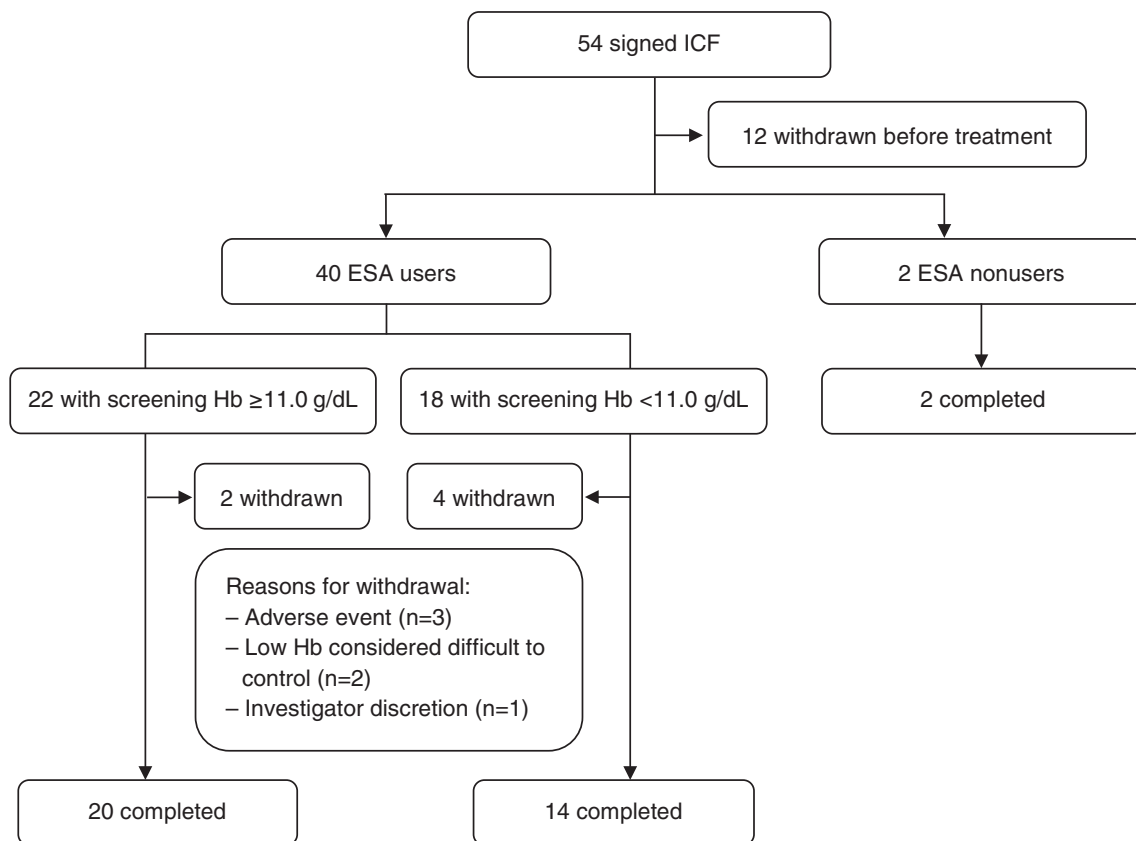 54 signed ICF
12 withdrawn before treatment
40 ESA users
2 ESA nonusers
22 with screening Hb ≥11.0 g/dL
18 with screening Hb <11.0 g/dL
2 completed
2 withdrawn
4 withdrawn
Reasons for withdrawal:
– Adverse event (n=3)
– Low Hb considered difficult to
control (n=2)
– Investigator discretion (n=1)
20 completed
14 completed